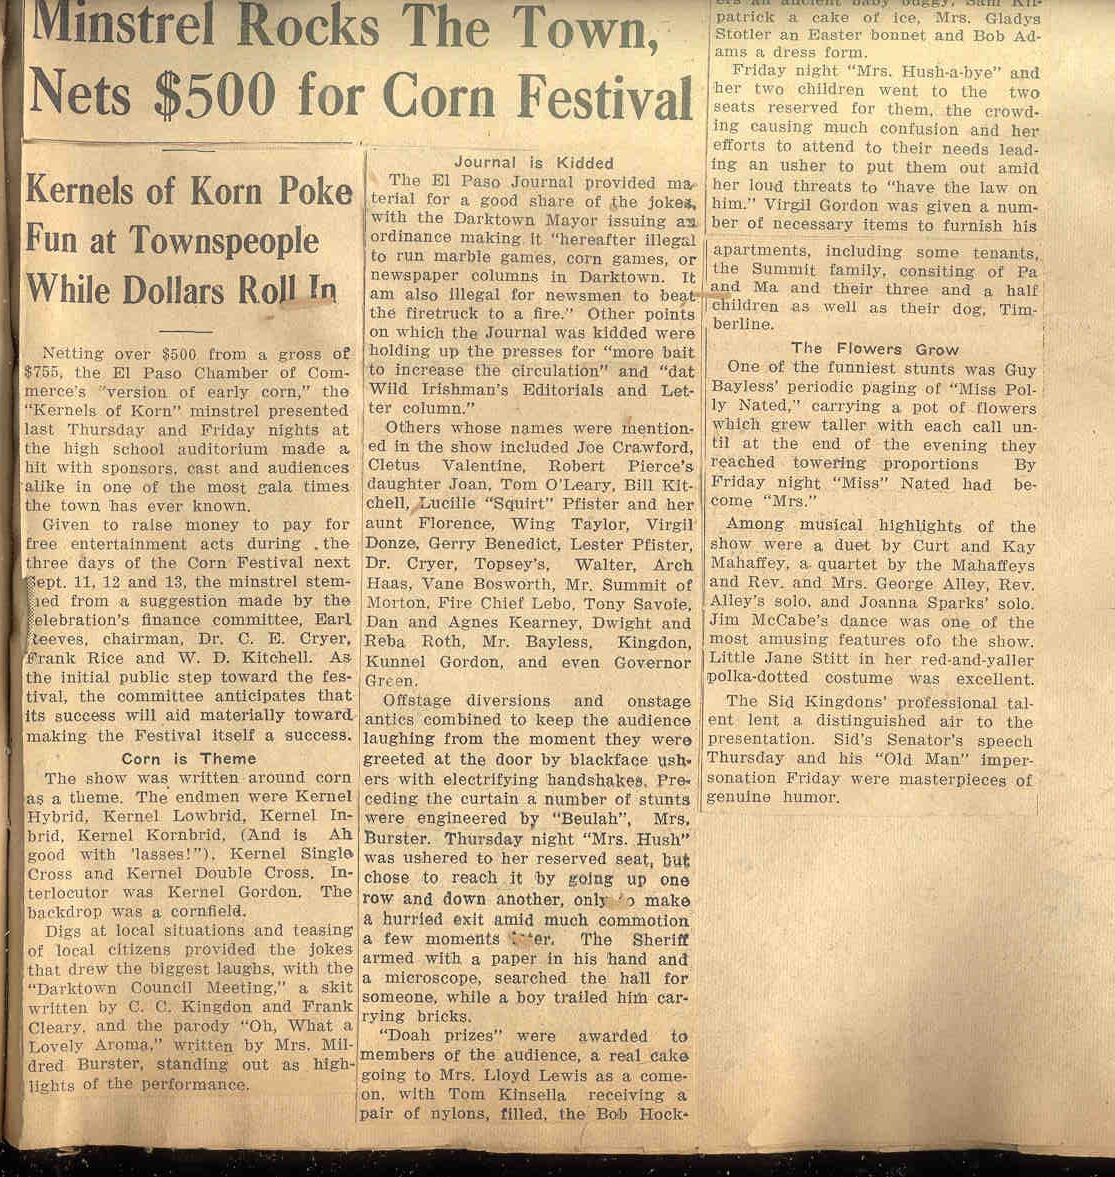 Minstrel Rocks The Town,
Nets $500 for Corn Festival
Kernels of Korn Poke
Fun at Townspeople
While Dollars Roll In
Netting over $500 from a gross of
$755, the El Paso Chamber of Com-
merce's "version of early corn," the
"Kernels of Korn" minstrel presented
last Thursday and Friday nights at
the high school auditorium made a
hit with sponsors, cast and audiences
alike in one of the most gala times
the town has ever known.
Given to raise money to pay for
free entertainment acts during the
three days of the Corn Festival next
Sept. 11, 12 and 13, the minstrel stem-
ed from a suggestion made by the
elebration's finance committee, Earl
Reeves, chairman, Dr. C. E. Cryer,
Frank Rice and W. D. Kitchell. As
the initial public step toward the fes-
tival, the committee anticipates that
its success will aid materially toward
making the Festival itself a success.
Corn is Theme
The show was written around corn
as a theme. The endmen were Kernel
Hybrid, Kernel Lowbrid, Kernel In-
brid, Kernel Kornbrid, (And is Ah
good with 'lasses!"), Kernel Single
Cross and Kernel Double Cross. In-
terlocutor was Kernel Gordon. The
backdrop was a cornfield.
Digs at local situations and teasing
of local citizens provided the jokes
that drew the biggest laughs, with the
"Darktown Council Meeting," a skit
written by C. C. Kingdon and Frank
Cleary, and the parody "Oh, What a
Lovely Aroma," written by Mrs. Mil-
dred Burster, standing out as high-
lights of the performance.
Journal is Kidded
The El Paso Journal provided ma-
terial for a good share of the jokes,
with the Darktown Mayor issuing an
ordinance making it "hereafter illegal
to run marble games, corn games, or
newspaper columns in Darktown. It
am also illegal for newsmen to beat
the firetruck to a fire." Other points
on which the Journal was kidded were
holding up the presses for "more bait
to increase the circulation" and "dat
Wild Irishman's Editorials and Let-
ter column."
Others whose names were mention-
ed in the show included Joe Crawford,
Cletus Valentine, Robert Pierce's
daughter Joan, Tom O'Leary, Bill Kit-
chell, Lucille "Squirt" Pfister and her
aunt Florence, Wing Taylor, Virgil
Donze, Gerry Benedict, Lester Pfister,
Dr. Cryer, Topsey's, Walter, Arch
Haas, Vane Bosworth, Mr. Summit of
Morton, Fire Chief Lebo, Tony Savoie,
Dan and Agnes Kearney, Dwight and
Reba Roth, Mr. Bayless, Kingdon,
Kunnel Gordon, and even Governor
Green.
Offstage diversions and onstage
antics combined to keep the audience
laughing from the moment they were
greeted at the door by blackface ush-
ers with electrifying handshakes. Pre-
ceding the curtain a number of stunts
were engineered by "Beulah", Mrs.
Burster. Thursday night "Mrs. Hush"
was ushered to her reserved seat, but
chose to reach it by going up one
row and down another, only to make
a hurried exit amid much commotion
a few moments The Sheriff
armed with a paper in his hand and
a microscope, searched the hall for
someone, while a boy trailed him car-
rying bricks.
"Doah prizes" were awarded to
members of the audience, a real cake
going to Mrs. Lloyd Lewis as a come-
on, with Tom Kinsella receiving a
pair of nylons, filled, the Bob Hock-
ers an ancient baby buggy, Sam Kil-
patrick a cake of ice, Mrs. Gladys
Stotler an Easter bonnet and Bob Ad-
ams a dress form.
Friday night "Mrs. Hush-a-bye" and
her two children went to the two
seats reserved for them, the crowd-
ing causing much confusion and her
efforts to attend to their needs lead-
ing an usher to put them out amid
her loud threats to "have the law on
him." Virgil Gordon was given a num-
ber of necessary items to furnish his
apartments, including some tenants,
the Summit family, consiting of Pa
and Ma and their three and a half
children as well as their dog, Tim-
berline.
The Flowers Grow
One of the funniest stunts was Guy
Bayless' periodic paging of "Miss Pol-
ly Nated," carrying a pot of flowers
which grew taller with each call un-
til at the end of the evening they
reached towering proportions By
Friday night "Miss" Nated had be-
come "Mrs."
Among musical highlights of the
show were a duet by Curt and Kay
Mahaffey, a quartet by the Mahaffeys
and Rev. and Mrs. George Alley, Rev.
Alley's solo, and Joanna Sparks' solo.
Jim McCabe's dance was one of the
most amusing features ofo the show.
Little Jane Stitt in her red-and-yaller
polka-dotted costume was excellent.
The Sid Kingdons' professional tal-
ent lent a distinguished air to the
presentation. Sid's Senator's speech
Thursday and his "Old Man" imper-
sonation Friday were masterpieces of
genuine humor.